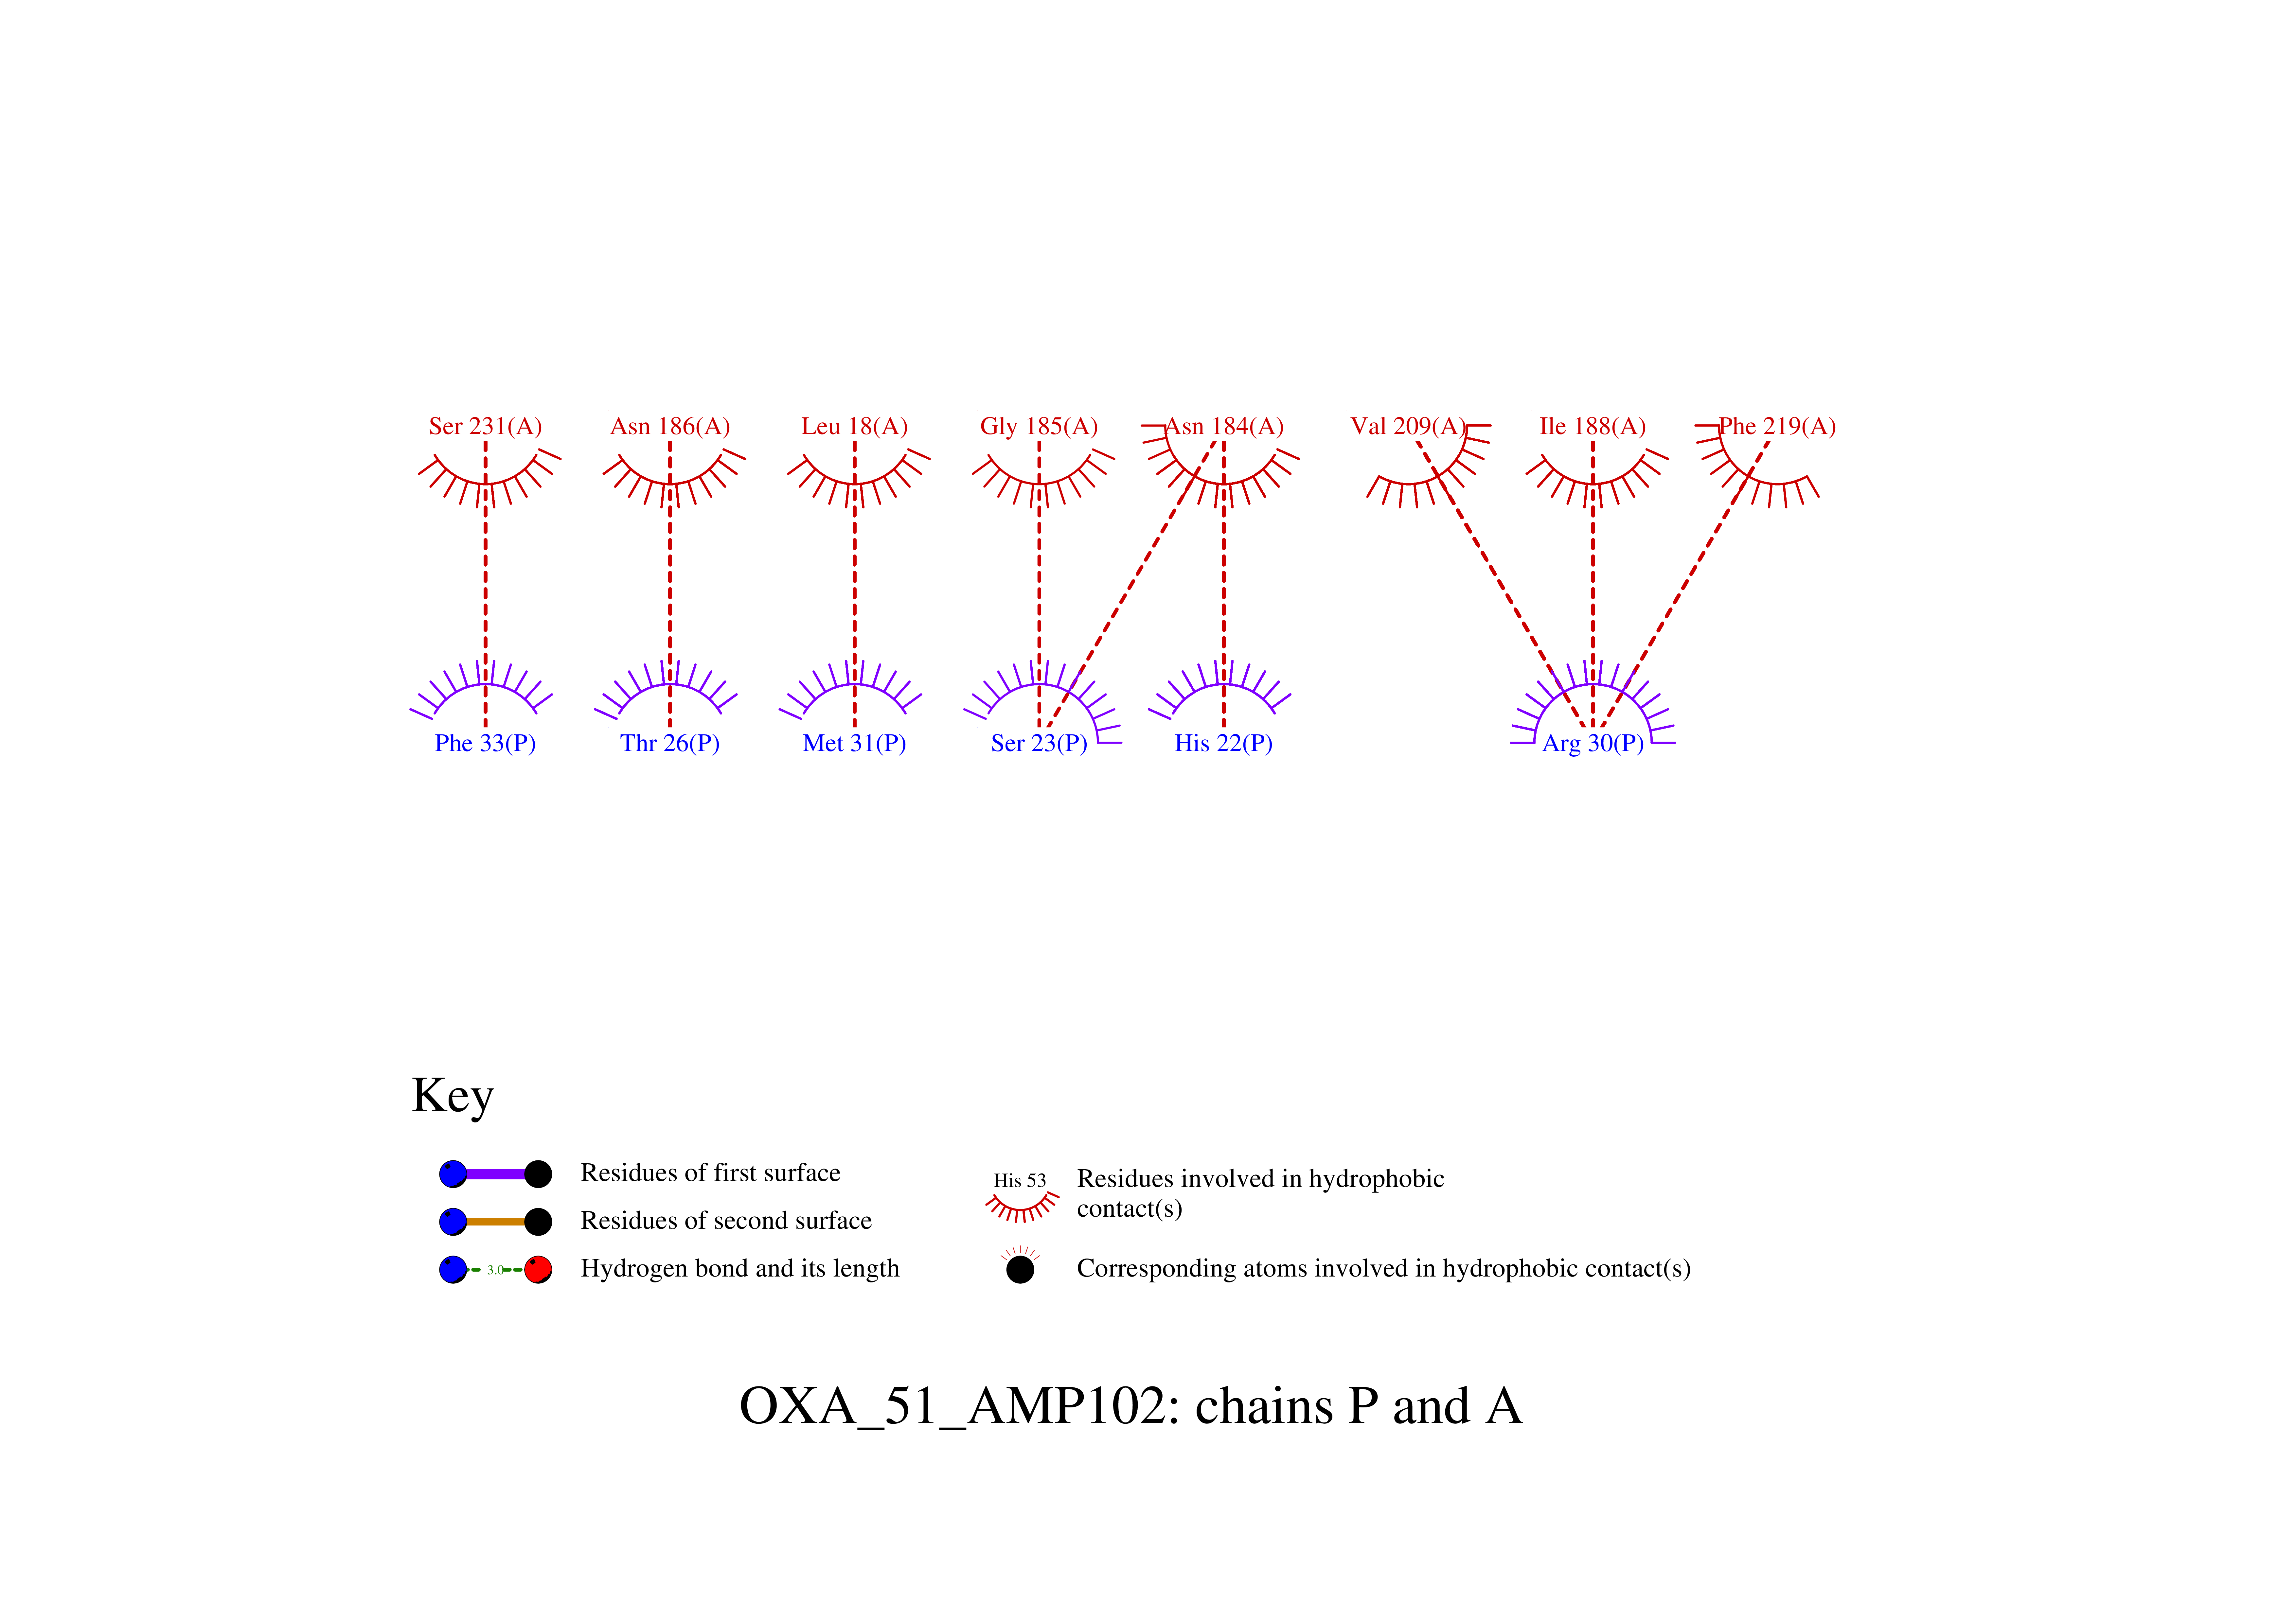 Ser 231(A) Asn 186(A) Leu 18(A) Gly 185(A) Asn 184(A) Val 209(A) Ile 188(A) Phe 219(A)
Phe 33(P) Thr 26(P) Met 31(P) Ser 23(P) His 22(P) Arg 30(P)
Key
Residues of first surface
Residues of second surface
3.0 Hydrogen bond and its length
His 53 Residues involved in hydrophobic
contact(s)
Corresponding atoms involved in hydrophobic contact(s)
OXA_51_AMP102: chains P and A